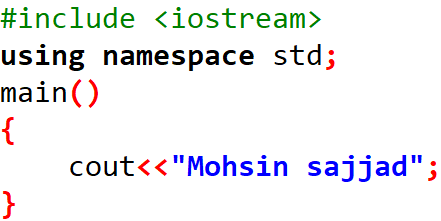 #include <iostream>
using namespace std;
main()
{
    cout<<"Mohsin sajjad";
}